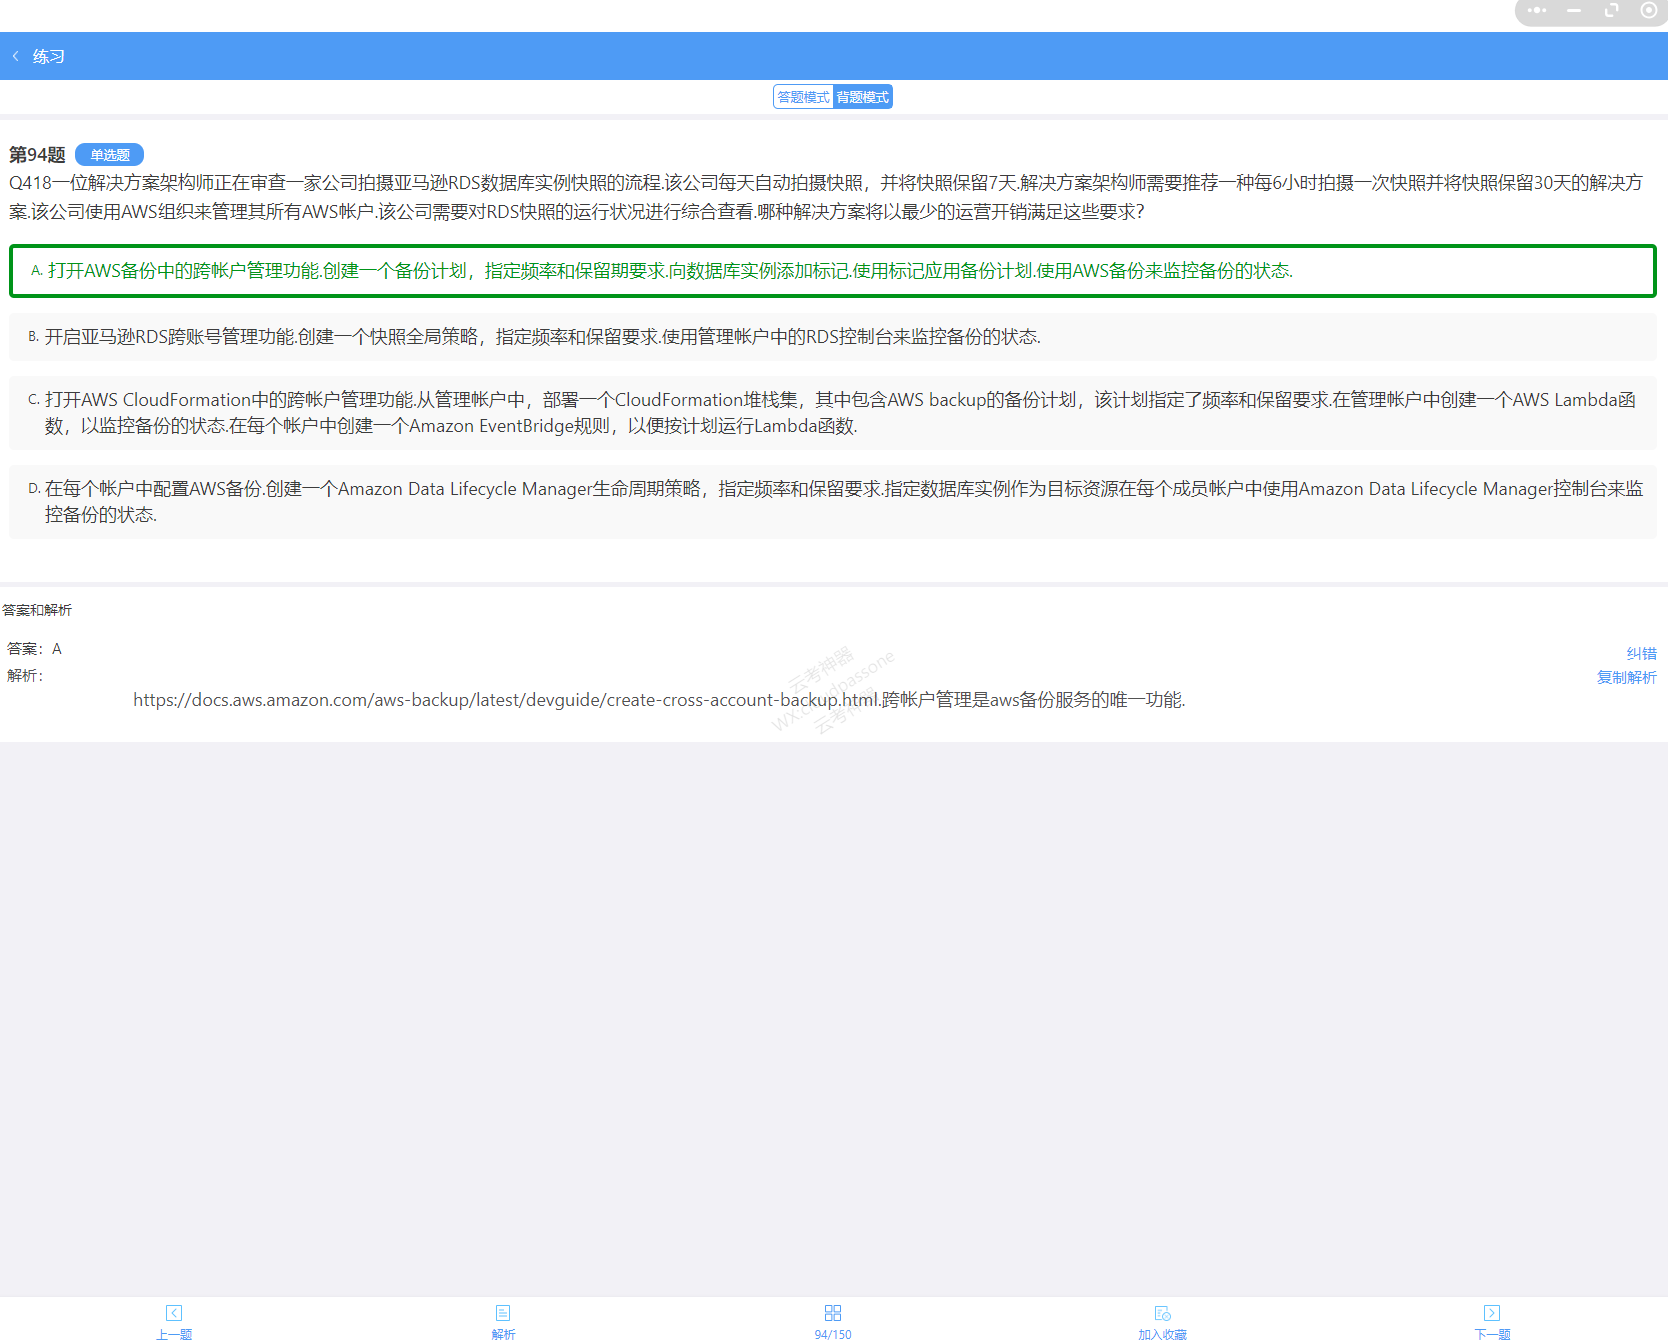 练习
答题模式 背题模式
第94题 单选题
Q418一位解决方案架构师正在审查一家公司拍摄亚马逊RDS数据库实例快照的流程.该公司每天自动拍摄快照，并将快照保留7天.解决方案架构师需要推荐一种每6小时拍摄一次快照并将快照保留30天的解决方
案.该公司使用AWS组织来管理其所有AWS帐户.该公司需要对RDS快照的运行状况进行综合查看.哪种解决方案将以最少的运营开销满足这些要求?
A. 打开AWS备份中的跨帐户管理功能.创建一个备份计划，指定频率和保留期要求.向数据库实例添加标记.使用标记应用备份计划.使用AWS备份来监控备份的状态.
B. 开启亚马逊RDS跨账号管理功能.创建一个快照全局策略，指定频率和保留要求.使用管理帐户中的RDS控制台来监控备份的状态.
C. 打开AWS CloudFormation中的跨帐户管理功能.从管理帐户中，部署一个CloudFormation堆栈集，其中包含AWS backup的备份计划，该计划指定了频率和保留要求.在管理帐户中创建一个AWS Lambda函
数，以监控备份的状态.在每个帐户中创建一个Amazon EventBridge规则，以便按计划运行Lambda函数.
D. 在每个帐户中配置AWS备份.创建一个Amazon Data Lifecycle Manager生命周期策略，指定频率和保留要求.指定数据库实例作为目标资源在每个成员帐户中使用Amazon Data Lifecycle Manager控制台来监
控备份的状态.
答案和解析
答案：A
纠错
解析：
复制解析
https://docs.aws.amazon.com/aws-backup/latest/devguide/create-cross-account-backup.html.跨帐户管理是aws备份服务的唯一功能.
云考神器
上一题
解析
94/150
加入收藏
下一题